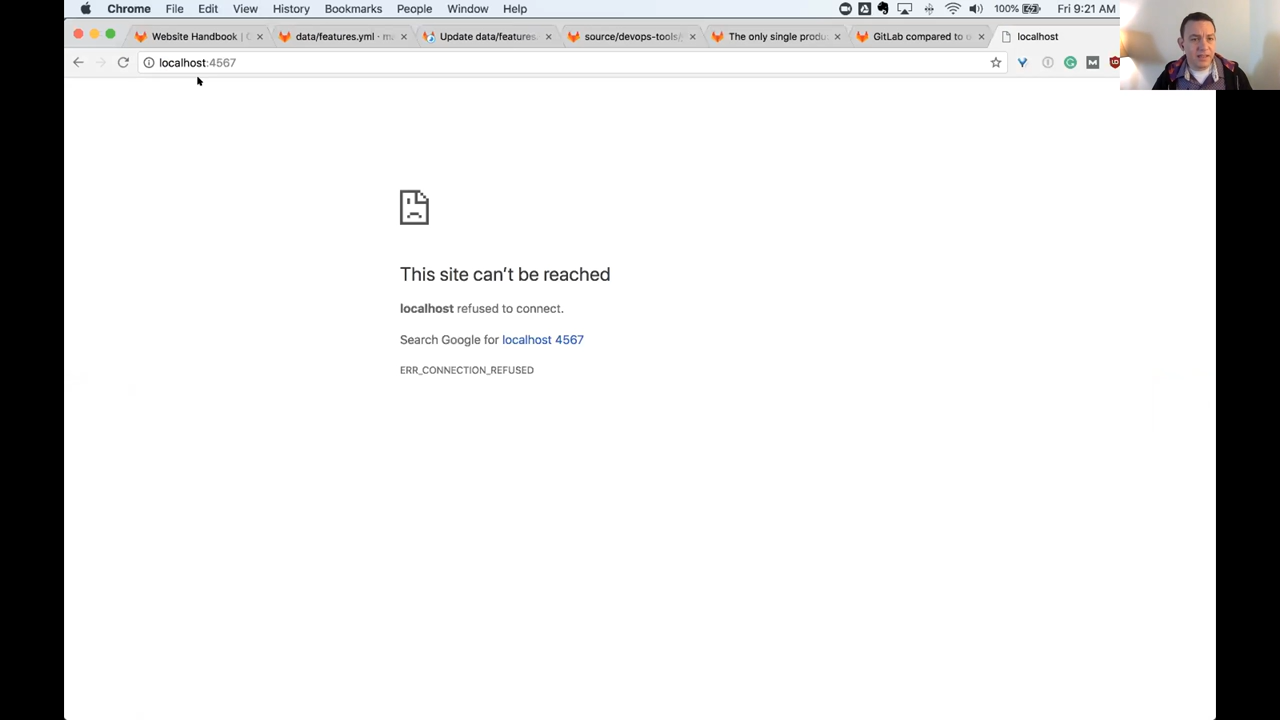 Chrome File Edit View History Bookmarks People Window Help 100% Fri 9:21 AM
Website Handbook | data/features.yml · Update data/features. source/devops-tools/ The only single GitLab compared to localhost
localhost:4567
This site can't be reached
localhost refused to connect.
Search Google for localhost 4567
ERR_CONNECTION_REFUSED